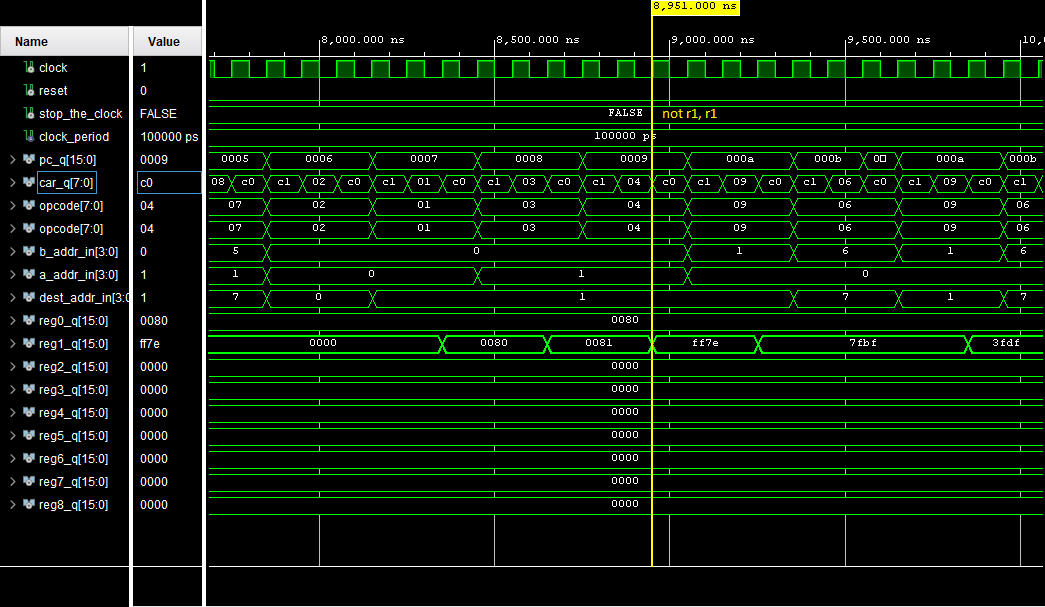 8,951.000 ns
Name Value 8,000.000 ns 8,500.000 ns 9,000.000 ns 9,500.000 ns 10,
clock 1
reset 0
stop_the_clock FALSE FALSE not r1, r1
clock_period 100000 ps 100000 ps
pc_q[15:0] 0009 0005 0006 0007 0008 0009 000a 000b 0 000a 000b
car_q[7:0] c0 08 c0 c1 02 c0 c1 01 c0 c1 03 c0 c1 04 c0 c1 09 c0 c1 06 c0 c1 09 c0 c1
opcode[7:0] 04 07 02 01 03 04 09 06 09 06
opcode[7:0] 04 07 02 01 03 04 09 06 09 06
b_addr_in[3:0] 0 5 0 1 6 1 6
a_addr_in[3:0] 1 1 0 1 0
dest_addr_in[3:0 1 7 0 1 7 1 7
reg0_q[15:0] 0080 0080
reg1_q[15:0] ff7e 0000 0080 0081 ff7e 7fbf 3fdf
reg2_q[15:0] 0000 0000
reg3_q[15:0] 0000 0000
reg4_q[15:0] 0000 0000
reg5_q[15:0] 0000 0000
reg6_q[15:0] 0000 0000
reg7_q[15:0] 0000 0000
reg8_q[15:0] 0000 0000